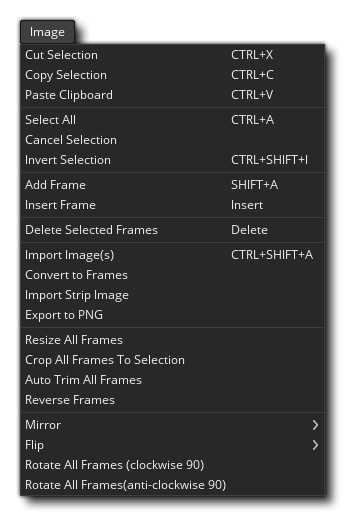 Image
Cut Selection CTRL+X
Copy Selection CTRL+C
Paste Clipboard CTRL+V
Select All CTRL+A
Cancel Selection
Invert Selection CTRL+SHIFT+I
Add Frame SHIFT+A
Insert Frame Insert
Delete Selected Frames Delete
Import Image(s) CTRL+SHIFT+A
Convert to Frames
Import Strip Image
Export to PNG
Resize All Frames
Crop All Frames To Selection
Auto Trim All Frames
Reverse Frames
Mirror
Flip
Rotate All Frames (clockwise 90)
Rotate All Frames(anti-clockwise 90)